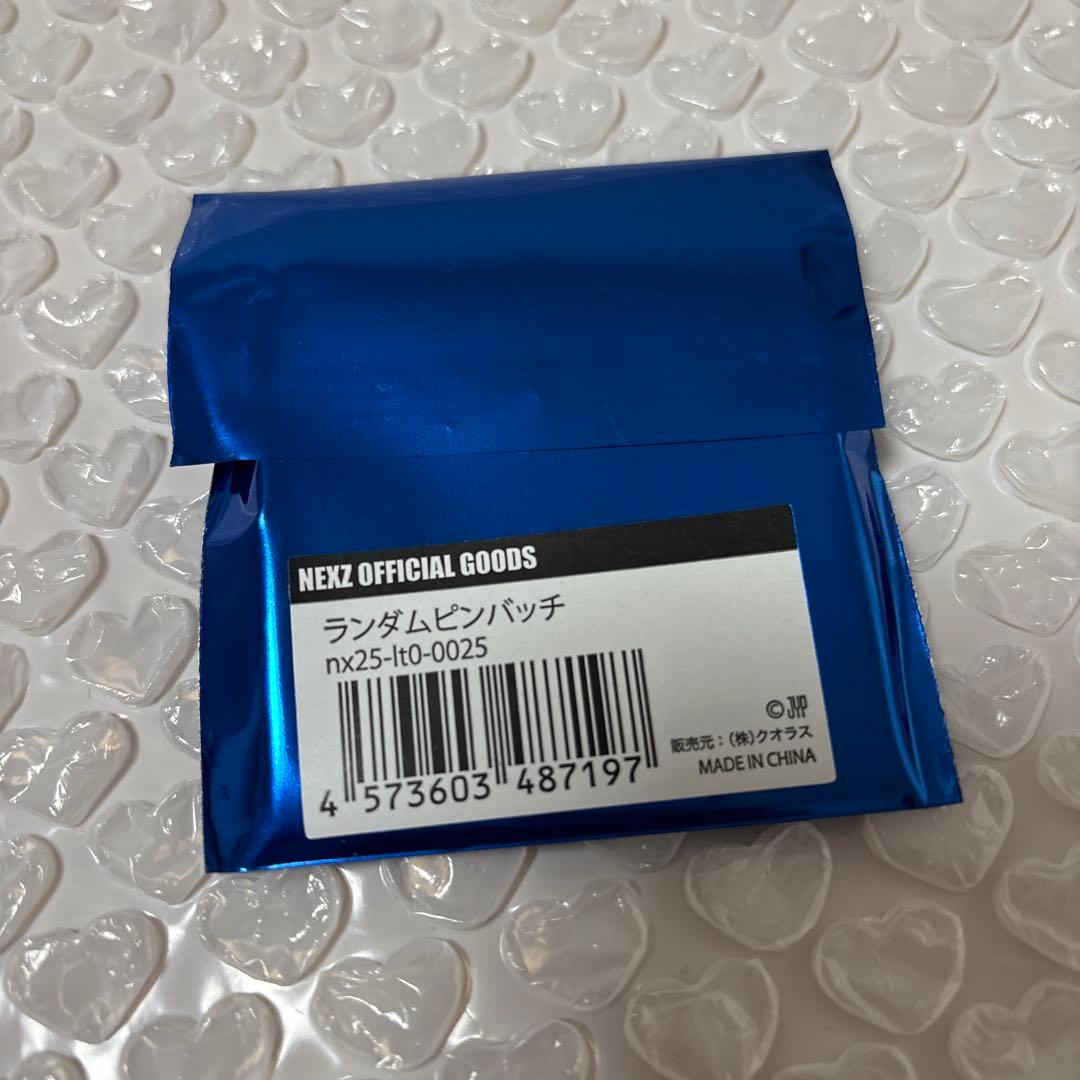 NEXZ OFFICIAL GOODS
ランダムピンバッチ
nx25-lt0-0025
4 573603 487197
© JYP
販売元：(株)クオラス
MADE IN CHINA